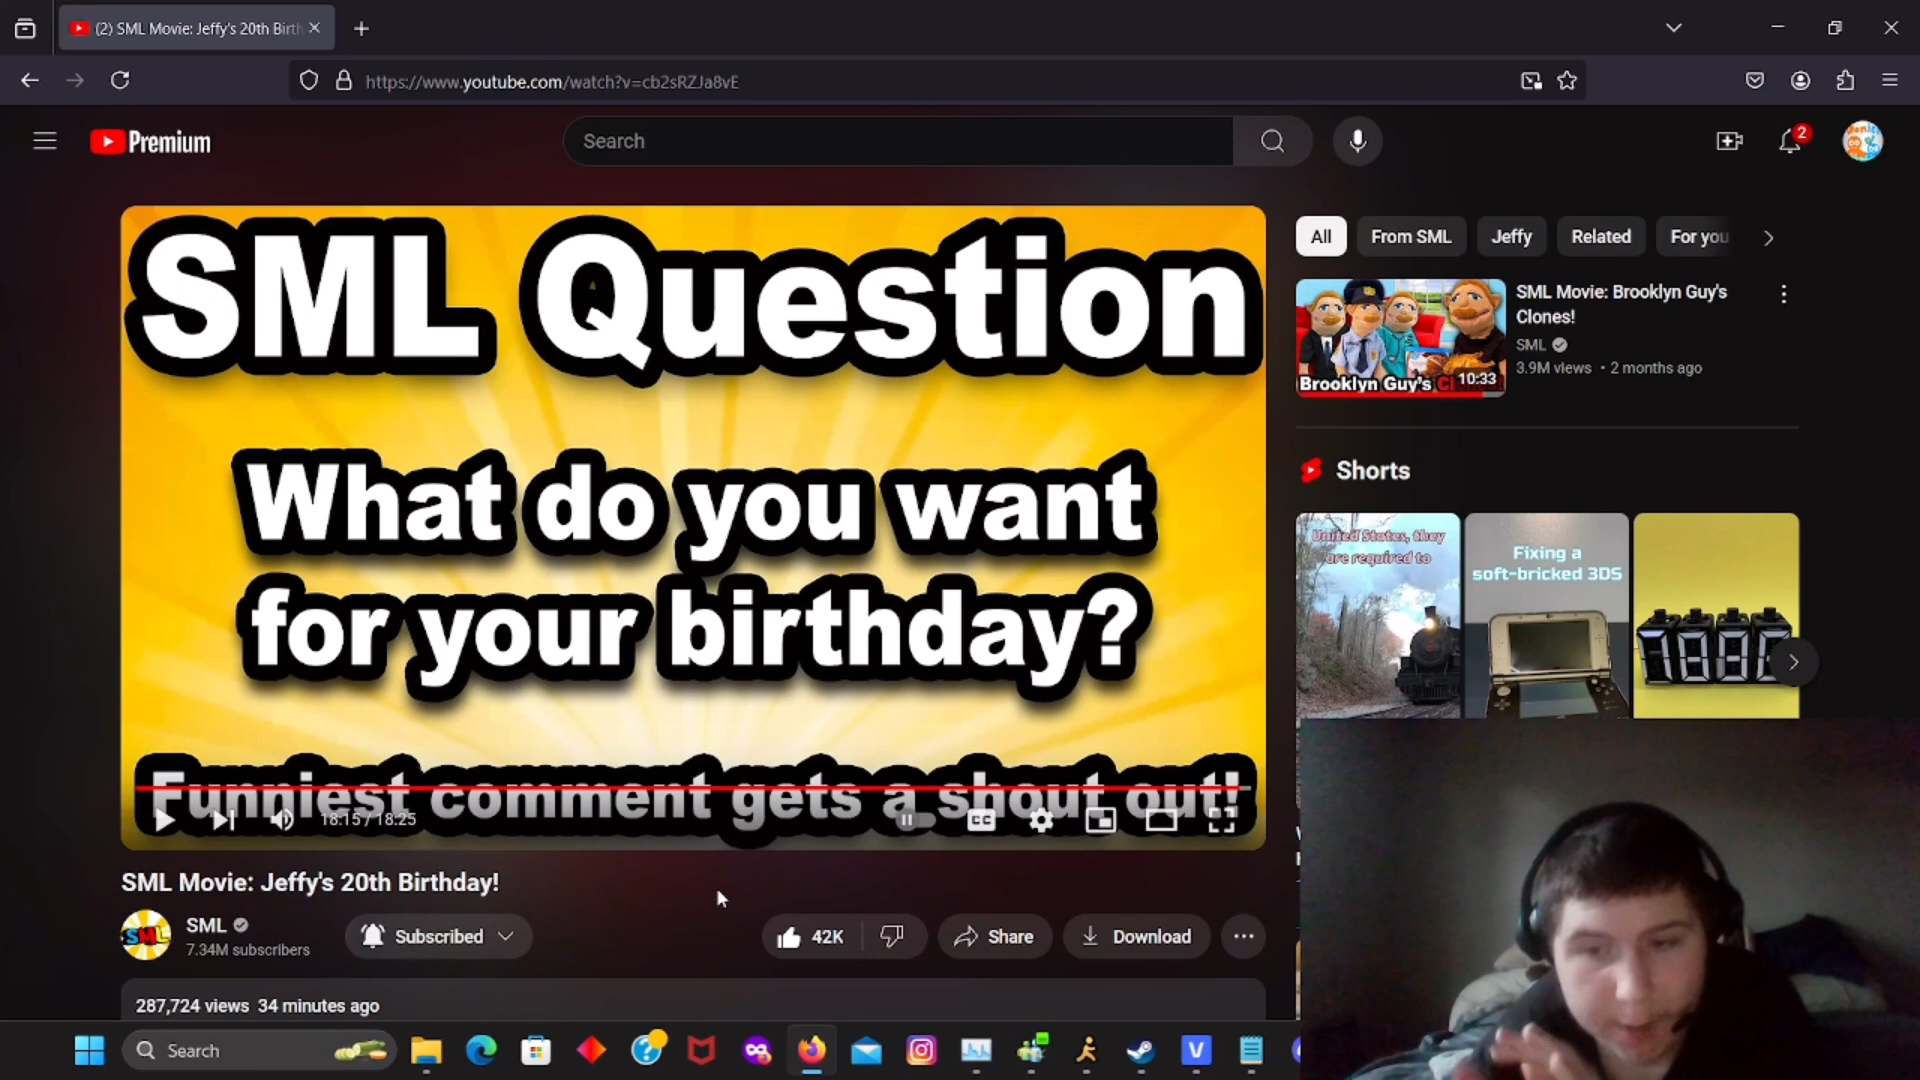 (2) SML Movie: Jeffy's 20th Birth
https://www.youtube.com/watch?v=cb2sRZJa8vE
Premium
Search
2
SML Question
What do you want
for your birthday?
Funniest comment gets a shout out!
18:15 / 18:25
CC
All
From SML
Jeffy
Related
For you
SML Movie: Brooklyn Guy's
Clones!
SML
3.9M views • 2 months ago
Brooklyn Guy's
10:33
Shorts
United States, they
are required to
Fixing a
soft-bricked 3DS
SML Movie: Jeffy's 20th Birthday!
SML
SML
7.34M subscribers
Subscribed
42K
Share
Download
287,724 views 34 minutes ago
Search